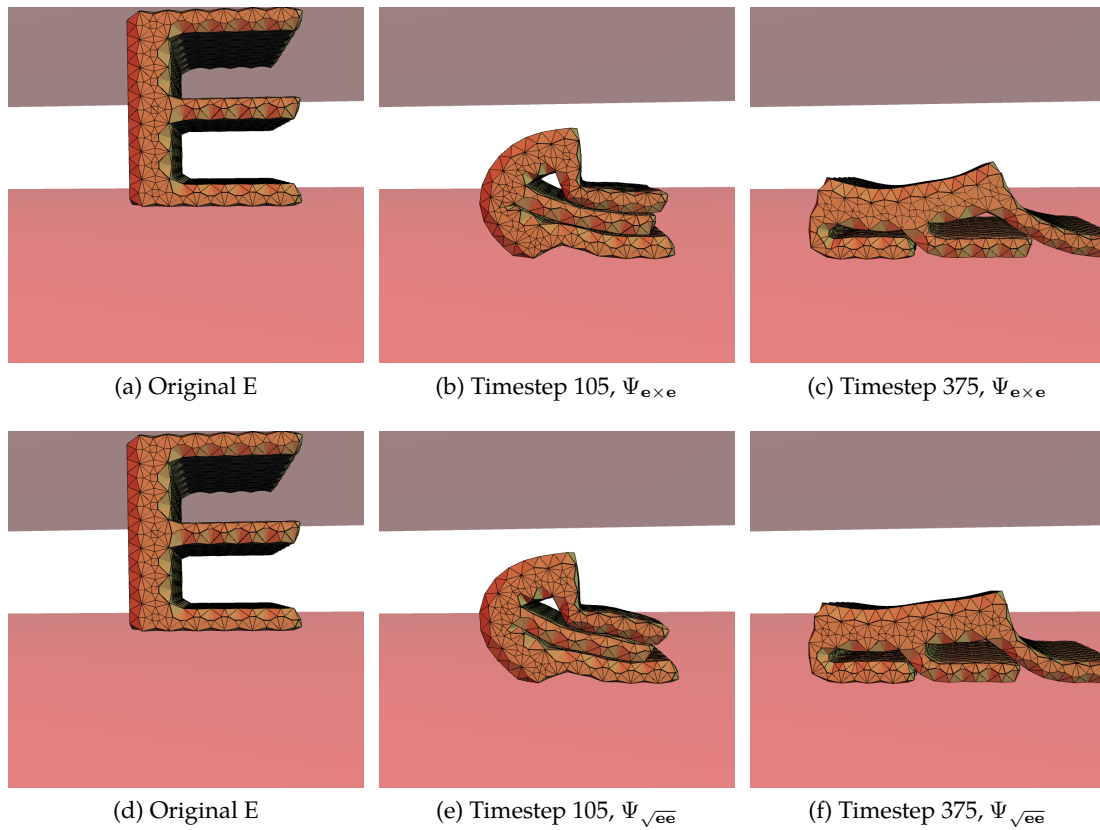 (a) Original E
(b) Timestep 105, Ψ𝐞×𝐞
(c) Timestep 375, Ψ𝐞×𝐞
(d) Original E
(e) Timestep 105, Ψ√𝐞𝐞
(f) Timestep 375, Ψ√𝐞𝐞